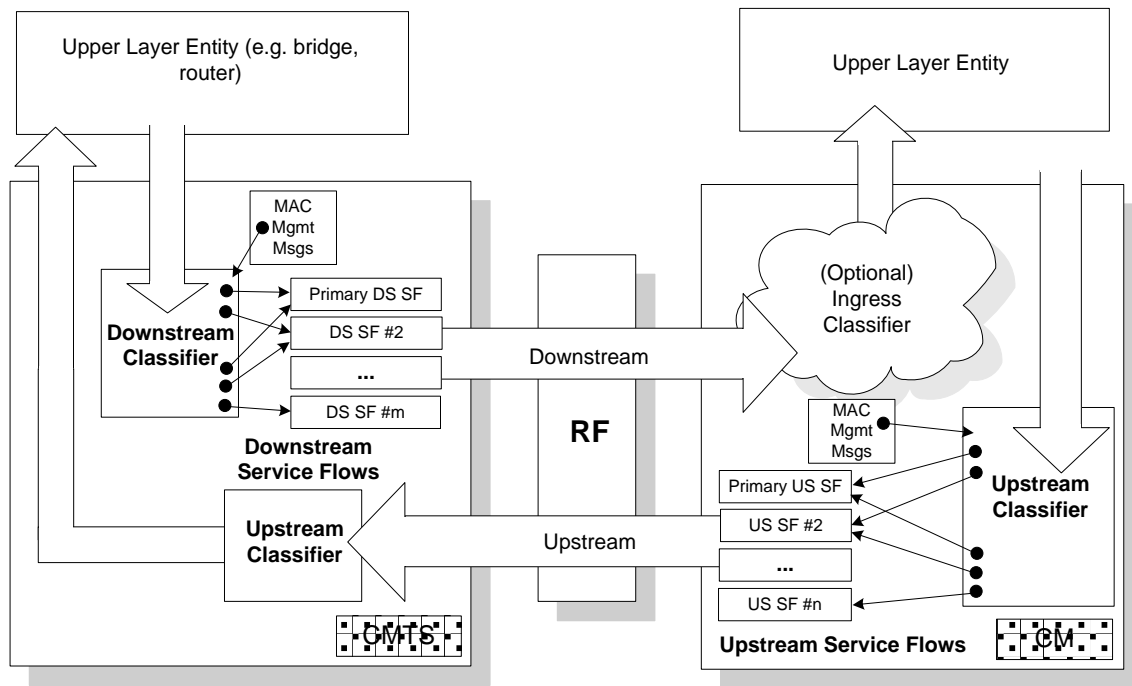 Upper Layer Entity (e.g. bridge,
router)
Upper Layer Entity
MAC
Mgmt
Msgs
Downstream
Classifier
Primary DS SF
DS SF #2
...
DS SF #m
Downstream
Service Flows
Downstream
RF
(Optional)
Ingress
Classifier
MAC
Mgmt
Msgs
Upstream
Classifier
Primary US SF
US SF #2
...
US SF #n
Upstream Service Flows
Upstream
Upstream
Classifier
CMTS
CM